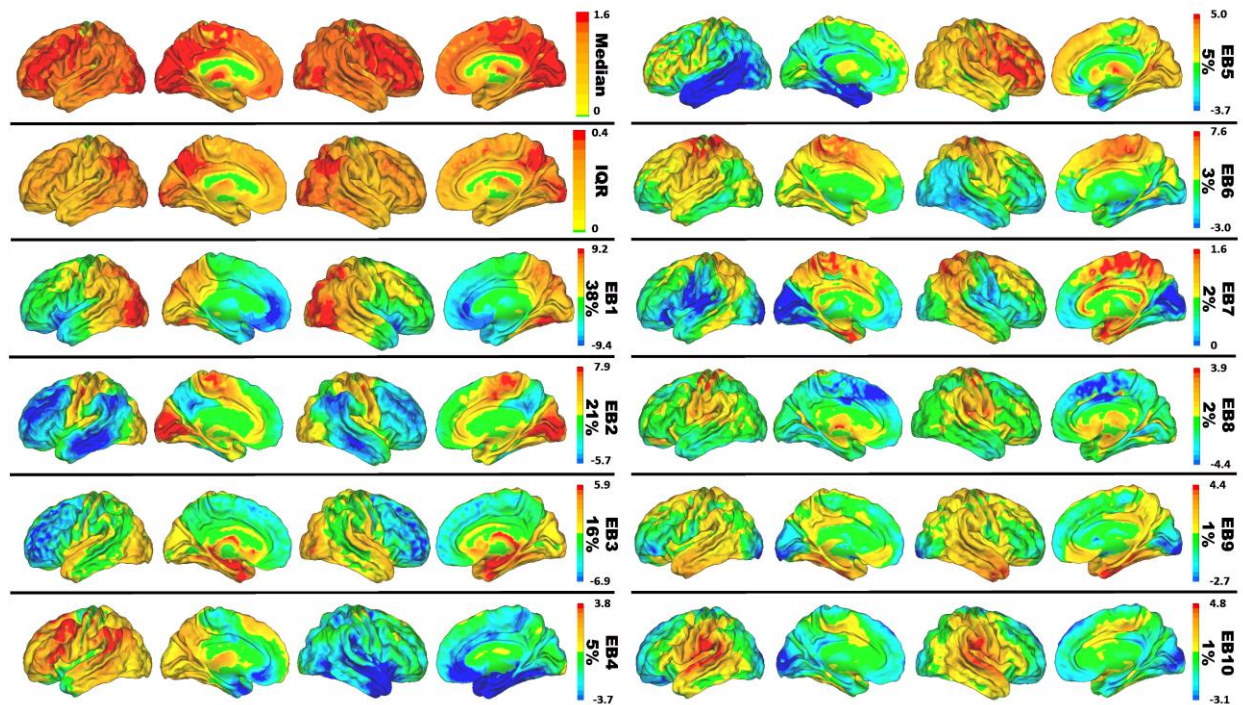 1.6
Median
0
0.4
IQR
0
9.2
EB1
38%
-9.4
7.9
EB2
21%
-5.7
5.9
EB3
16%
-6.9
3.8
EB4
5%
-3.7
5.0
EB5
5%
-3.7
7.6
EB6
3%
-3.0
1.6
EB7
2%
0
3.9
EB8
2%
-4.4
4.4
EB9
1%
-2.7
4.8
EB10
1%
-3.1